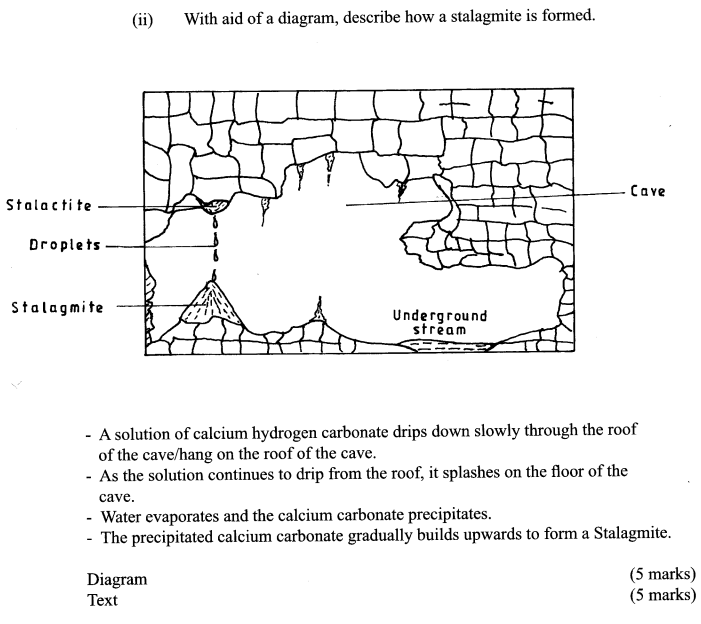 (ii) With aid of a diagram, describe how a stalagmite is formed.
Stalactite
Cave
Droplets
Stalagmite
Underground
stream
- A solution of calcium hydrogen carbonate drips down slowly through the roof
of the cave/hang on the roof of the cave.
- As the solution continues to drip from the roof, it splashes on the floor of the
cave.
- Water evaporates and the calcium carbonate precipitates.
- The precipitated calcium carbonate gradually builds upwards to form a Stalagmite.
Diagram (5 marks)
Text (5 marks)